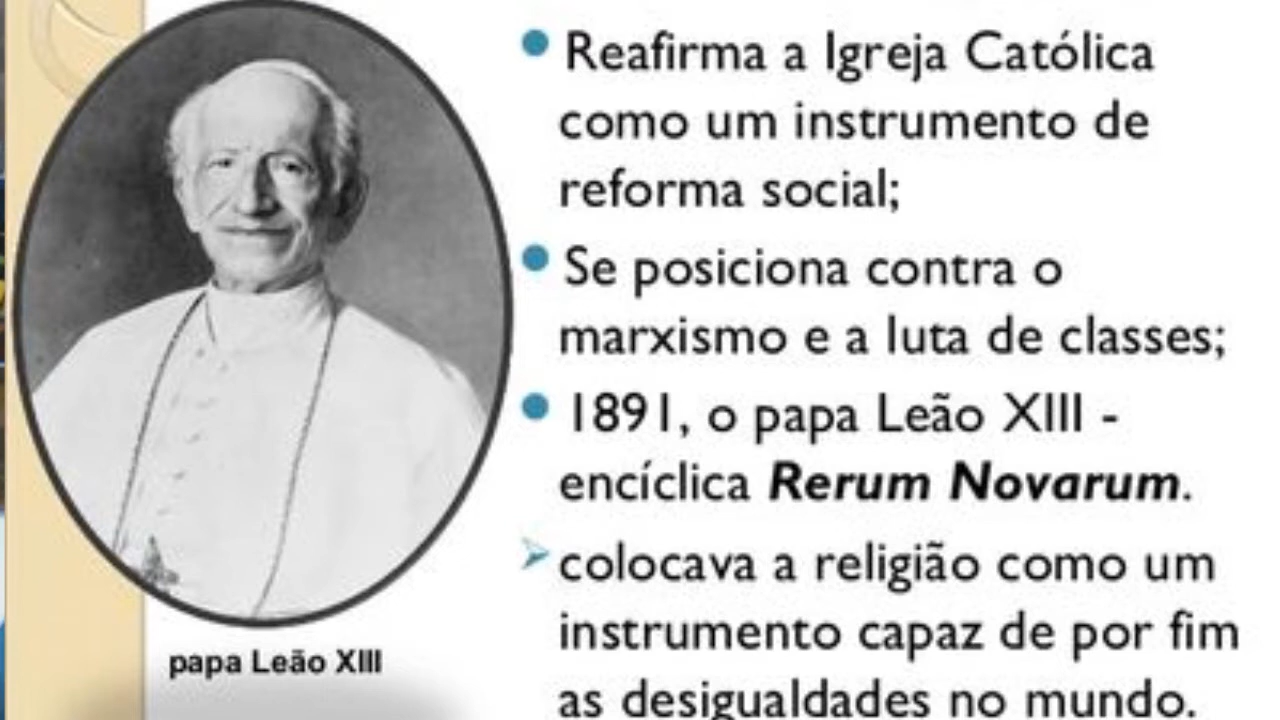 Reafirma a Igreja Católica
como um instrumento de
reforma social;
Se posiciona contra o
marxismo e a luta de classes;
1891, o papa Leão XIII -
encíclica Rerum Novarum.
colocava a religião como um
instrumento capaz de por fim
as desigualdades no mundo.
papa Leão XIII